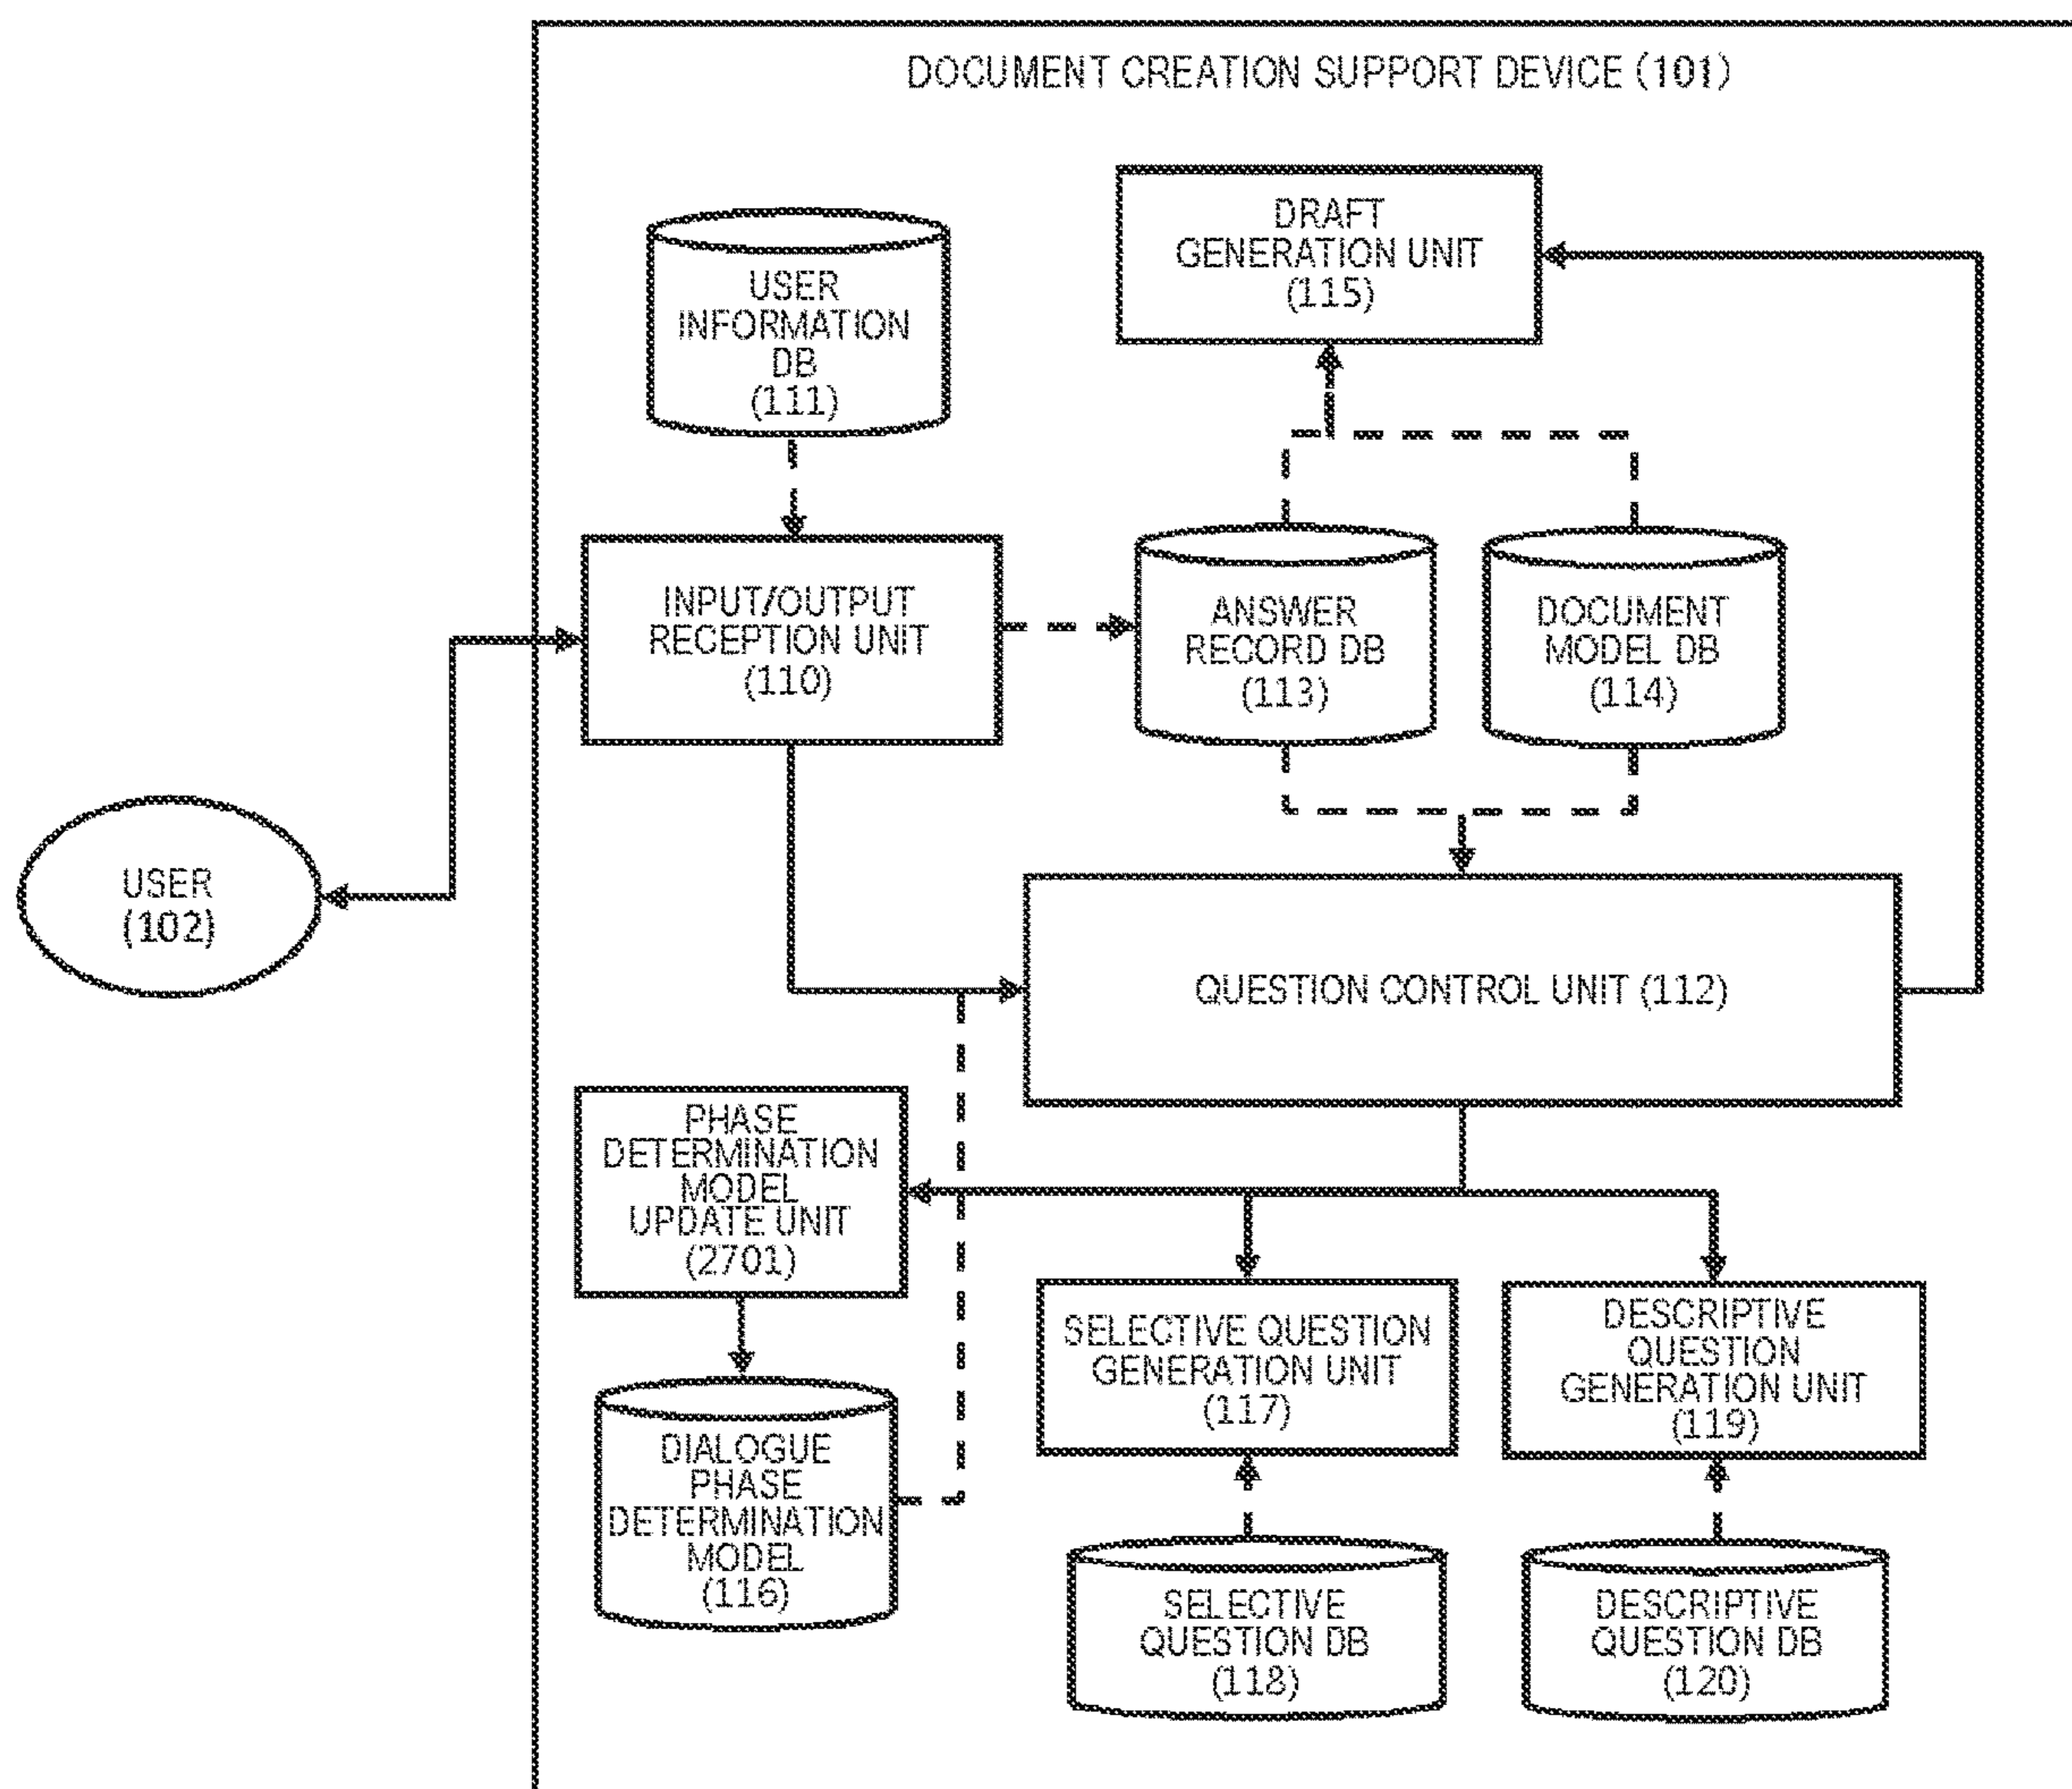 DOCUMENT CREATION SUPPORT DEVICE (101)
DRAFT
GENERATION UNIT
(115)
USER
INFORMATION
DB
(111)
INPUT/OUTPUT
RECEPTION UNIT
(110)
ANSWER
RECORD DB
(113)
DOCUMENT
MODEL DB
(114)
USER
(102)
QUESTION CONTROL UNIT (112)
PHASE
DETERMINATION
MODEL
UPDATE UNIT
(2701)
SELECTIVE QUESTION
GENERATION UNIT
(117)
DESCRIPTIVE
QUESTION
GENERATION UNIT
(119)
DIALOGUE
PHASE
DETERMINATION
MODEL
(116)
SELECTIVE
QUESTION DB
(118)
DESCRIPTIVE
QUESTION DB
(120)